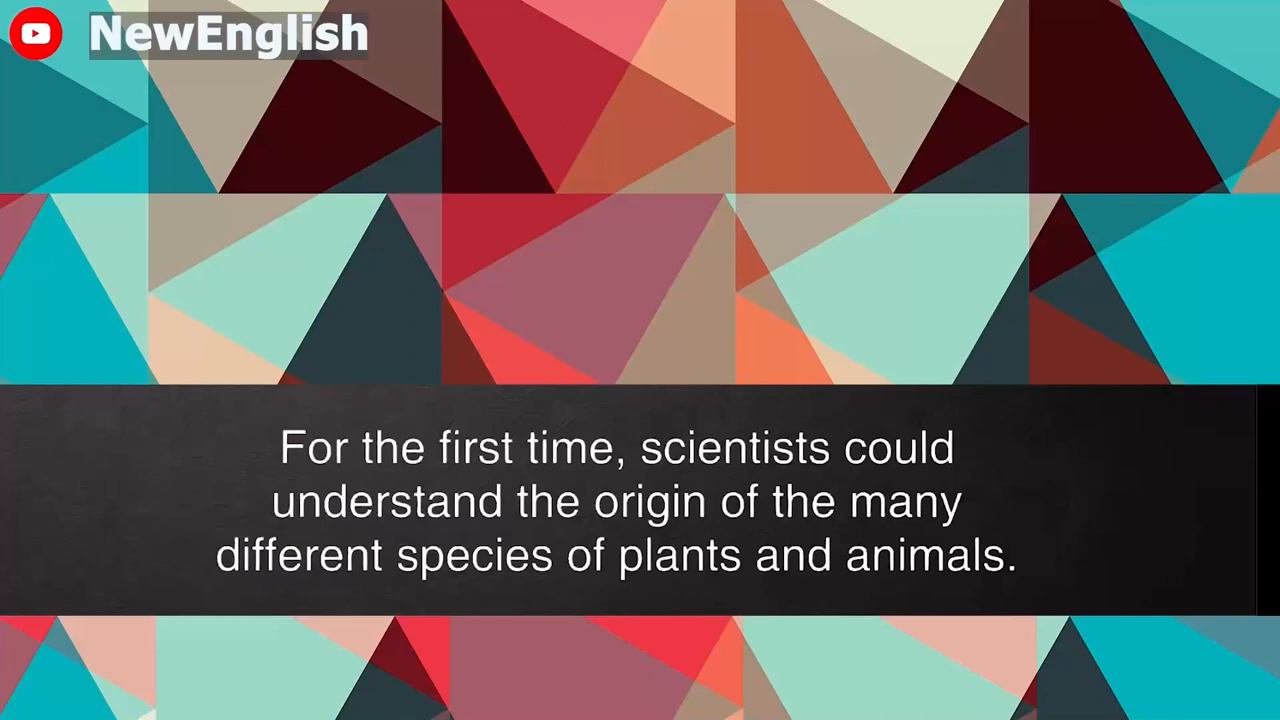 NewEnglish
For the first time, scientists could
understand the origin of the many
different species of plants and animals.